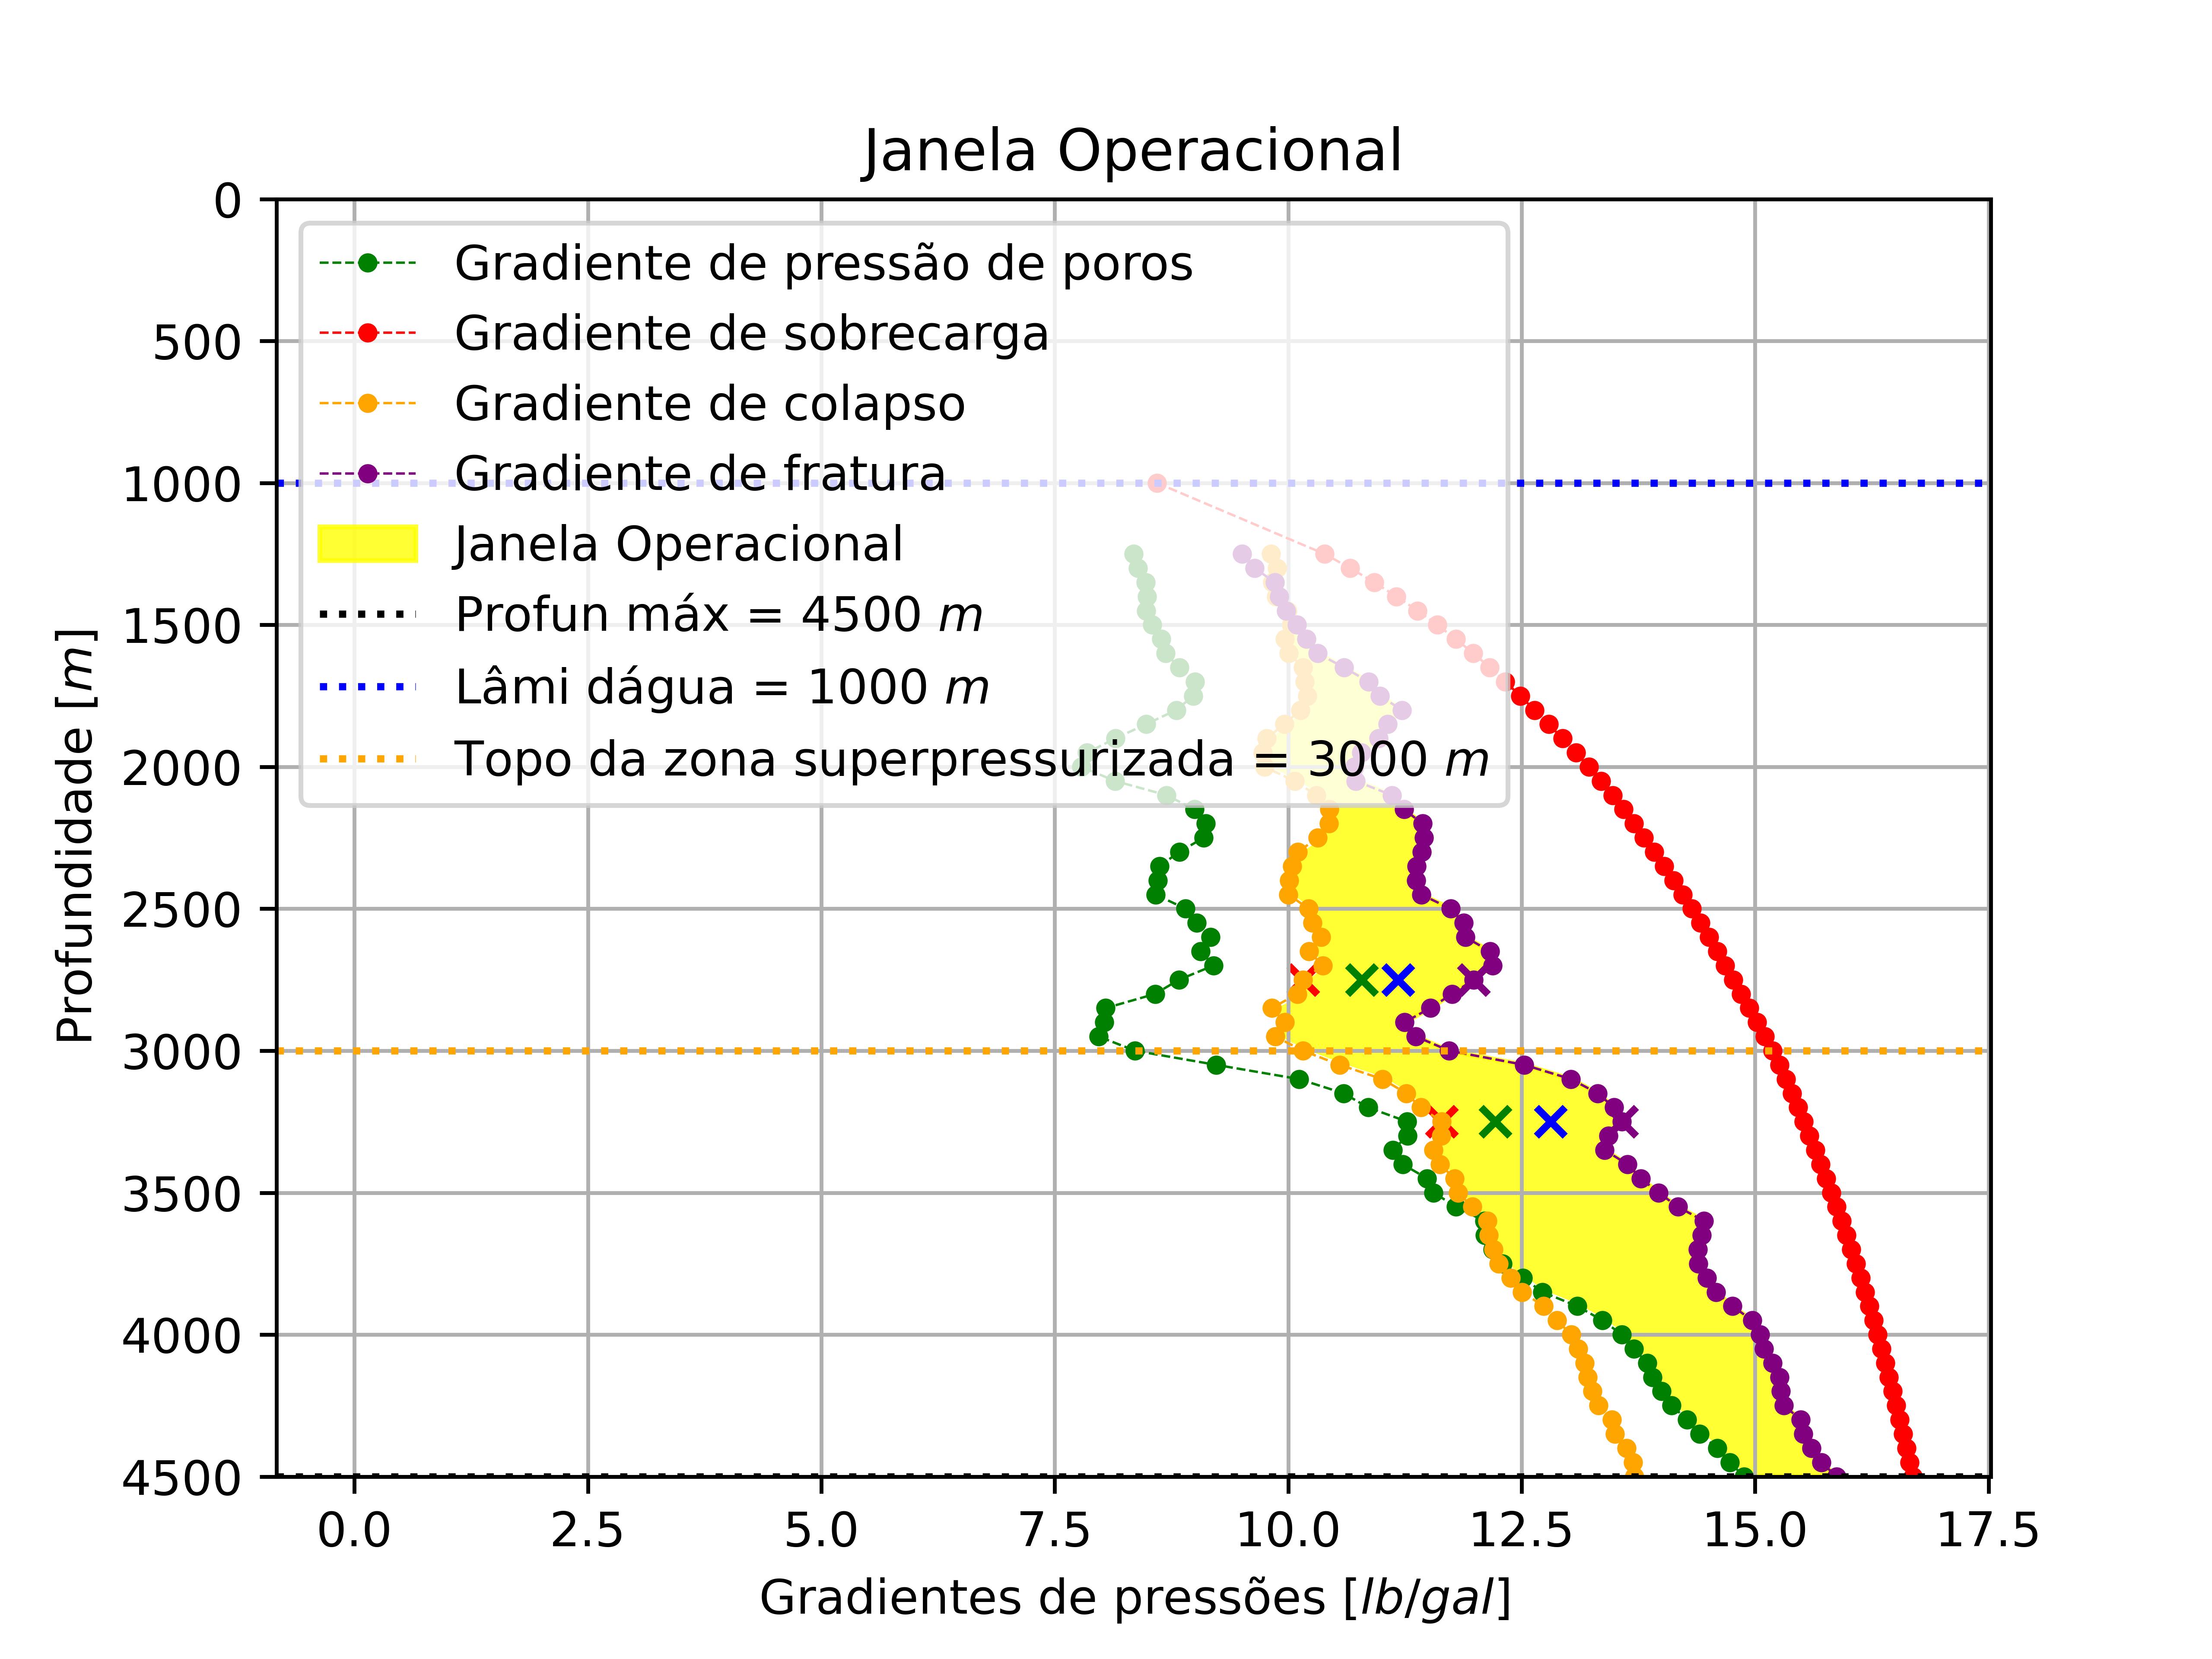 Janela Operacional
0
500
1000
1500
2000
2500
3000
3500
4000
4500
Profundidade [m]
Gradiente de pressão de poros
Gradiente de sobrecarga
Gradiente de colapso
Gradiente de fratura
Janela Operacional
Profun máx = 4500 m
Lâmi dágua = 1000 m
Topo da zona superpressurizada = 3000 m
0.0 2.5 5.0 7.5 10.0 12.5 15.0 17.5
Gradientes de pressões [lb/gal]